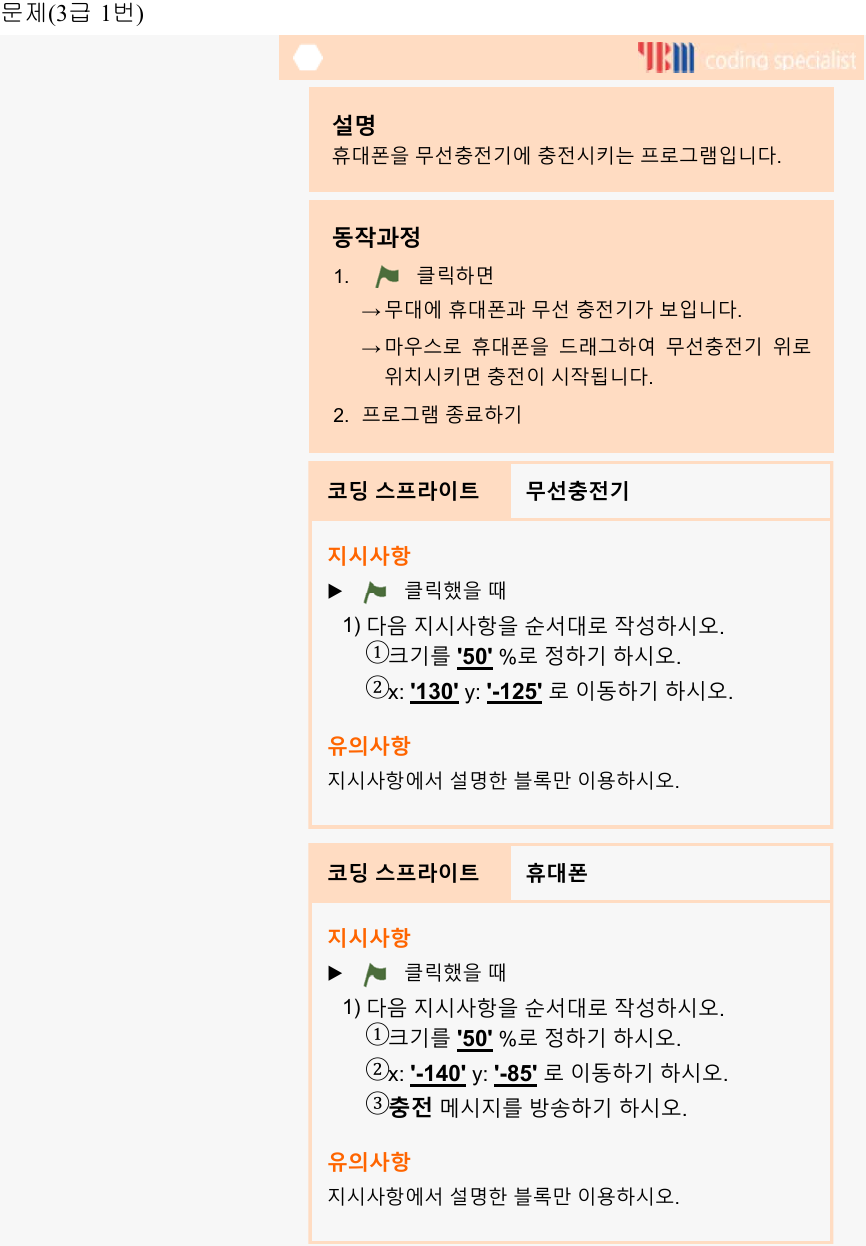 문제(3급 1번)
YBM coding specialist
설명
휴대폰을 무선충전기에 충전시키는 프로그램입니다.
동작과정
1. 클릭하면
→무대에 휴대폰과 무선 충전기가 보입니다.
→마우스로 휴대폰을 드래그하여 무선충전기 위로
위치시키면 충전이 시작됩니다.
2. 프로그램 종료하기
코딩 스프라이트 무선충전기
지시사항
▶ 클릭했을 때
1) 다음 지시사항을 순서대로 작성하시오.
①크기를 '50' %로 정하기 하시오.
②x: '130' y: '-125' 로 이동하기 하시오.
유의사항
지시사항에서 설명한 블록만 이용하시오.
코딩 스프라이트 휴대폰
지시사항
▶ 클릭했을 때
1) 다음 지시사항을 순서대로 작성하시오.
①크기를 '50' %로 정하기 하시오.
②x: '-140' y: '-85' 로 이동하기 하시오.
③충전 메시지를 방송하기 하시오.
유의사항
지시사항에서 설명한 블록만 이용하시오.